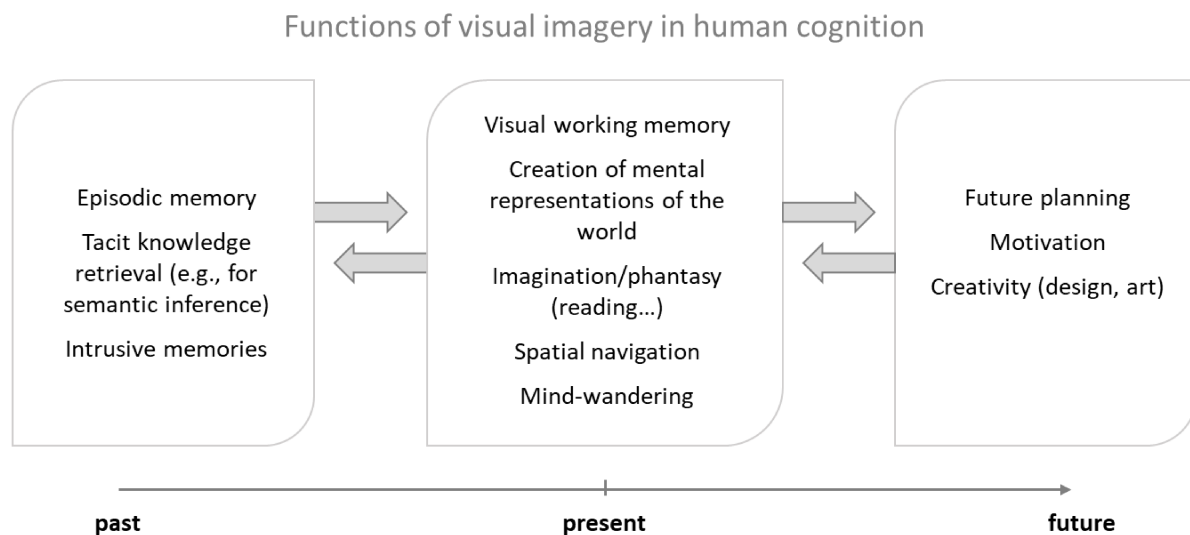 Functions of visual imagery in human cognition
Episodic memory
Tacit knowledge
retrieval (e.g., for
semantic inference)
Intrusive memories
Visual working memory
Creation of mental
representations of the
world
Imagination/phantasy
(reading…)
Spatial navigation
Mind-wandering
Future planning
Motivation
Creativity (design, art)
past
present
future